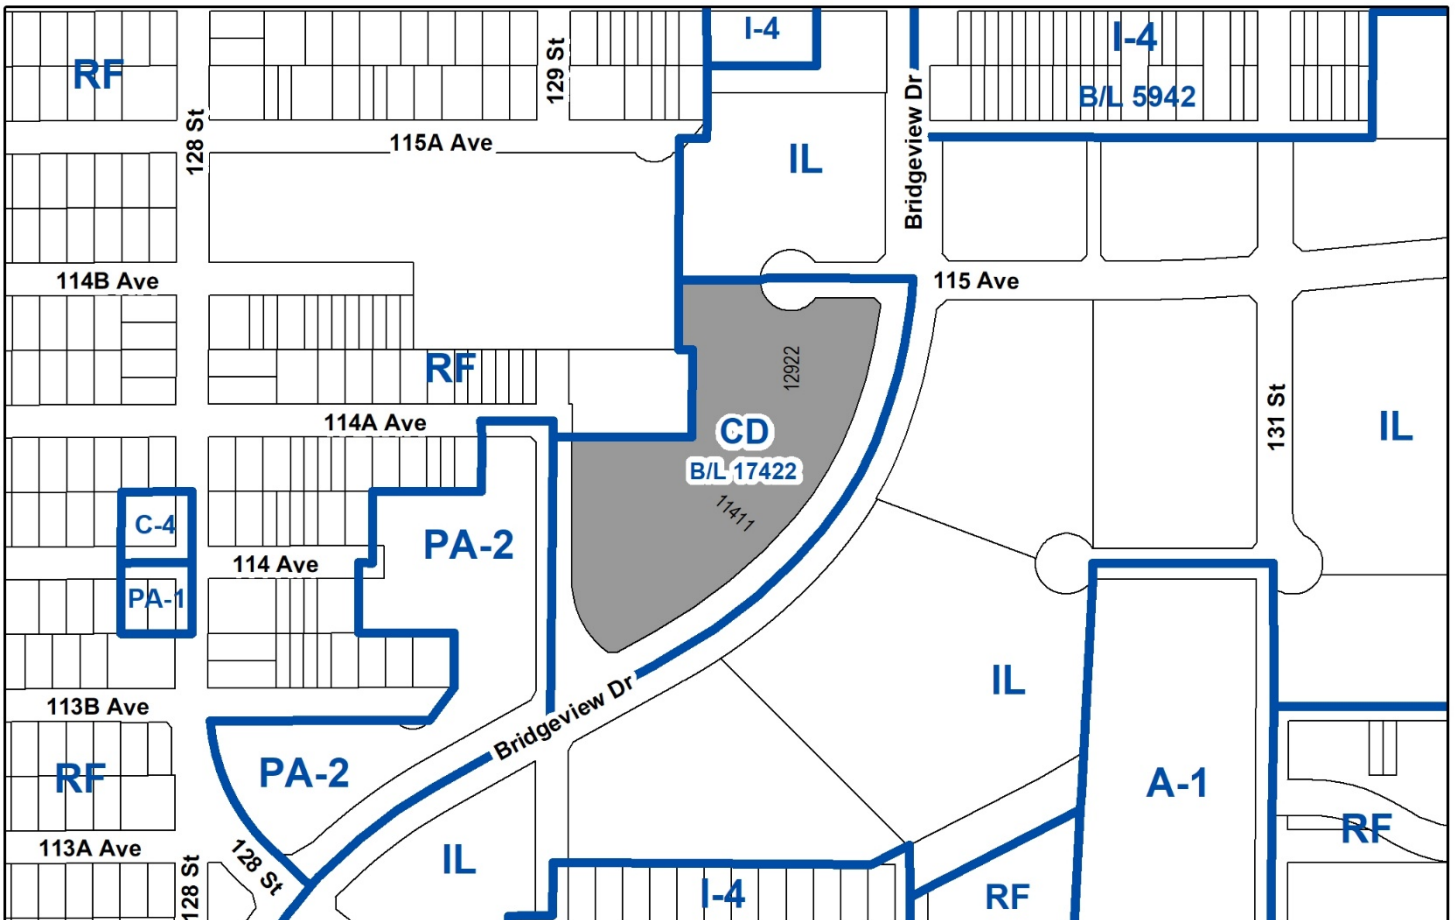 I-4
I-4
RF
129 St
Bridgeview Dr
B/L 5942
128 St
115A Ave
IL
114B Ave
115 Ave
RF
12922
114A Ave
CD
131 St
IL
B/L 17422
11411
C-4
PA-2
114 Ave
PA-1
IL
113B Ave
Bridgeview Dr
RF
PA-2
A-1
RF
113A Ave
128 St
IL
128 St
I-4
RF